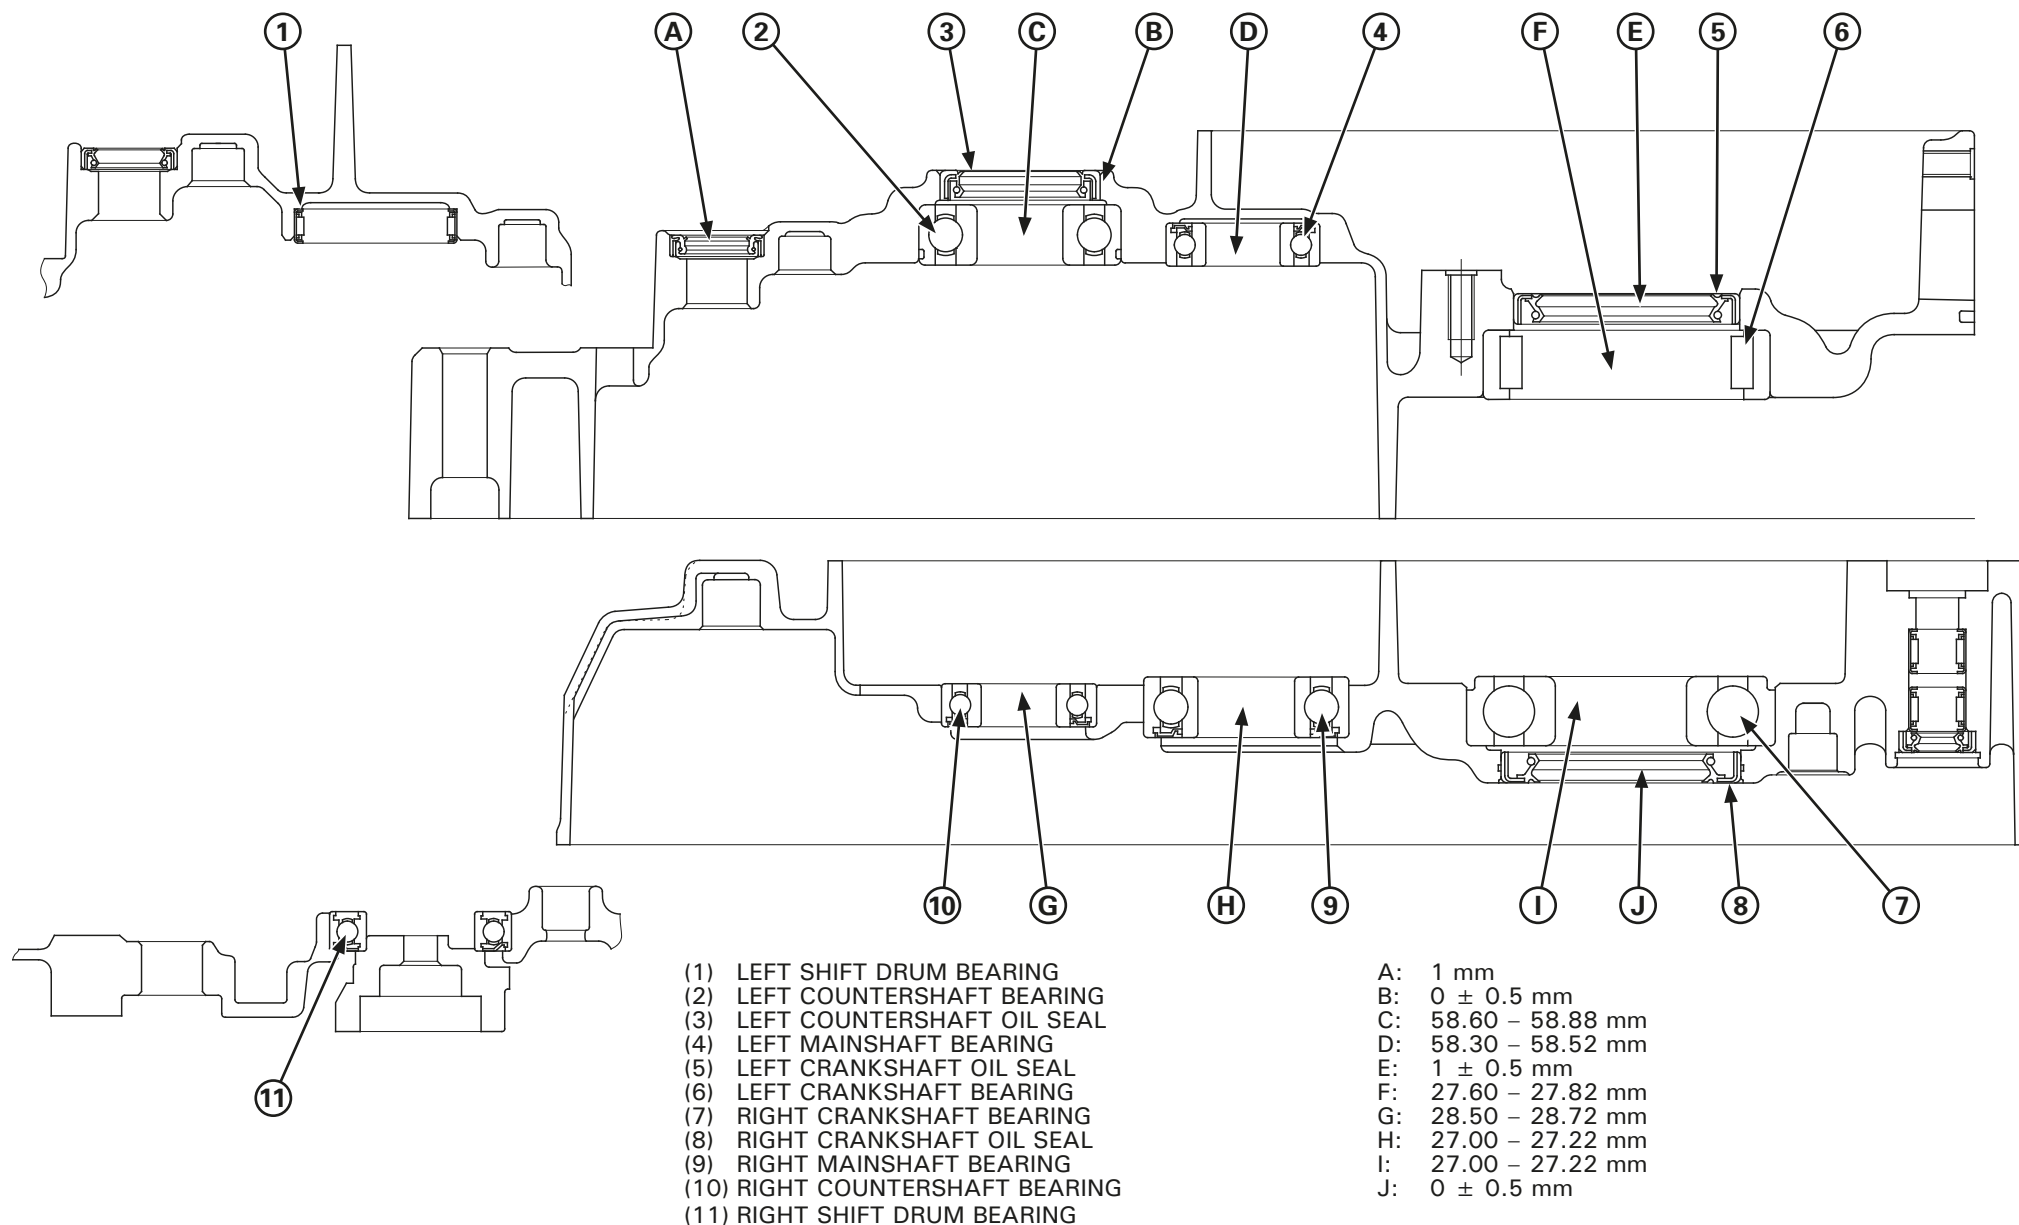 1 A 2 3 C B D 4 F E 5 6
10 G H 9 I J 8 7
11
(1) LEFT SHIFT DRUM BEARING
(2) LEFT COUNTERSHAFT BEARING
(3) LEFT COUNTERSHAFT OIL SEAL
(4) LEFT MAINSHAFT BEARING
(5) LEFT CRANKSHAFT OIL SEAL
(6) LEFT CRANKSHAFT BEARING
(7) RIGHT CRANKSHAFT BEARING
(8) RIGHT CRANKSHAFT OIL SEAL
(9) RIGHT MAINSHAFT BEARING
(10) RIGHT COUNTERSHAFT BEARING
(11) RIGHT SHIFT DRUM BEARING
A: 1 mm
B: 0 ± 0.5 mm
C: 58.60 – 58.88 mm
D: 58.30 – 58.52 mm
E: 1 ± 0.5 mm
F: 27.60 – 27.82 mm
G: 28.50 – 28.72 mm
H: 27.00 – 27.22 mm
I: 27.00 – 27.22 mm
J: 0 ± 0.5 mm